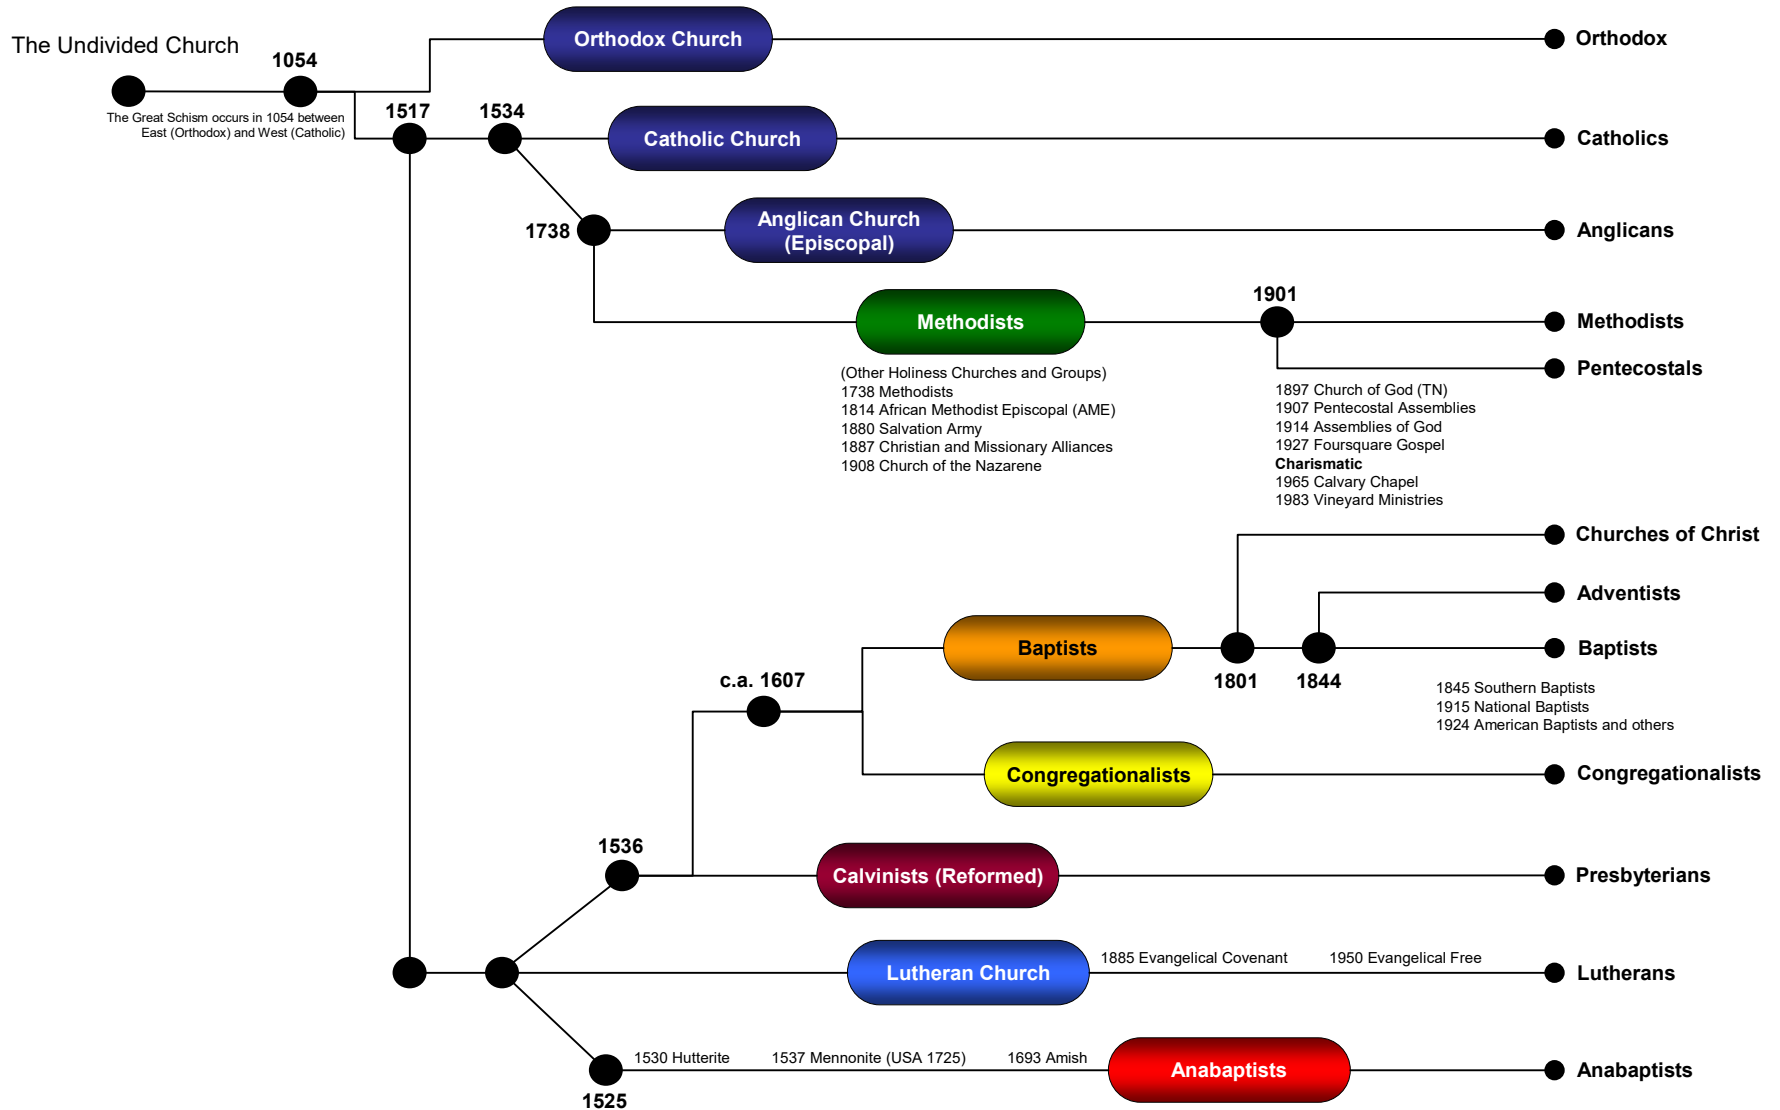 The Undivided Church
1054
The Great Schism occurs in 1054 between
East (Orthodox) and West (Catholic)
Orthodox Church
Orthodox
1517
1534
Catholic Church
Catholics
1738
Anglican Church
(Episcopal)
Anglicans
Methodists
1901
Methodists
Pentecostals
(Other Holiness Churches and Groups)
1738 Methodists
1814 African Methodist Episcopal (AME)
1880 Salvation Army
1887 Christian and Missionary Alliances
1908 Church of the Nazarene
1897 Church of God (TN)
1907 Pentecostal Assemblies
1914 Assemblies of God
1927 Foursquare Gospel
Charismatic
1965 Calvary Chapel
1983 Vineyard Ministries
Churches of Christ
Adventists
Baptists
1801
1844
Baptists
1845 Southern Baptists
1915 National Baptists
1924 American Baptists and others
c.a. 1607
Congregationalists
Congregationalists
1536
Calvinists (Reformed)
Presbyterians
Lutheran Church
1885 Evangelical Covenant
1950 Evangelical Free
Lutherans
1525
1530 Hutterite
1537 Mennonite (USA 1725)
1693 Amish
Anabaptists
Anabaptists